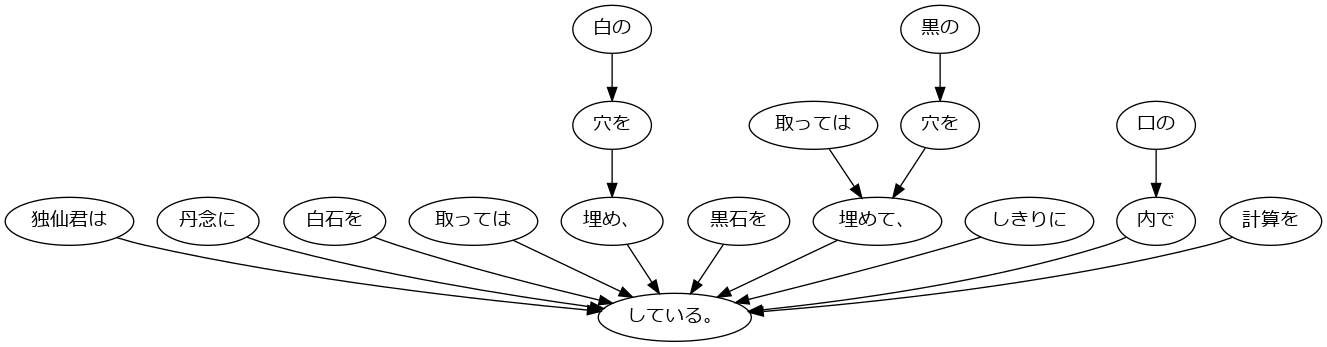 白の
黒の
穴を
取っては
穴を
口の
独仙君は
丹念に
白石を
取っては
埋め、
黒石を
埋めて、
しきりに
内で
計算を
している。